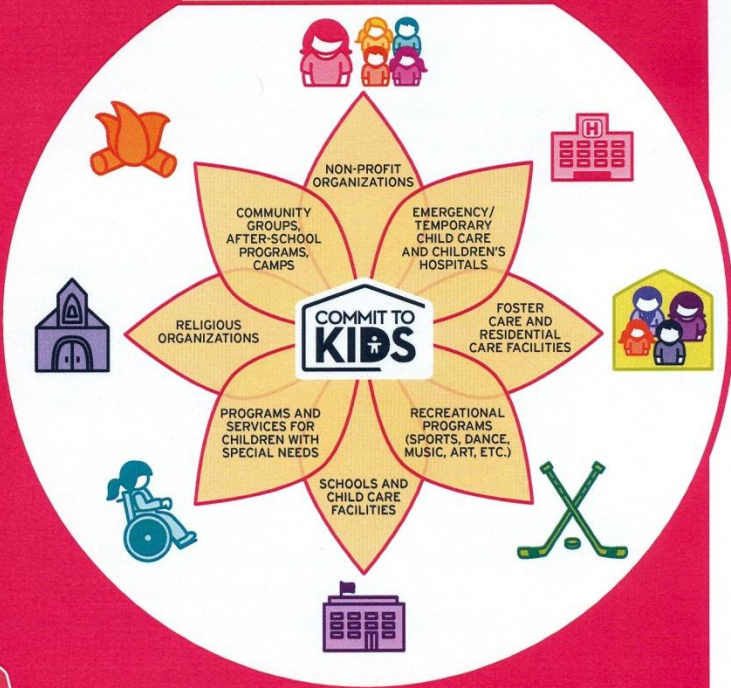 NON-PROFIT
ORGANIZATIONS
H
COMMUNITY
GROUPS,
AFTER-SCHOOL
PROGRAMS,
CAMPS
EMERGENCY/
TEMPORARY
CHILD CARE
AND CHILDREN'S
HOSPITALS
RELIGIOUS
ORGANIZATIONS
COMMIT TO
KIDS
FOSTER
CARE AND
RESIDENTIAL
CARE FACILITIES
PROGRAMS AND
SERVICES FOR
CHILDREN WITH
SPECIAL NEEDS
RECREATIONAL
PROGRAMS
(SPORTS, DANCE,
MUSIC, ART, ETC.)
SCHOOLS AND
CHILD CARE
FACILITIES